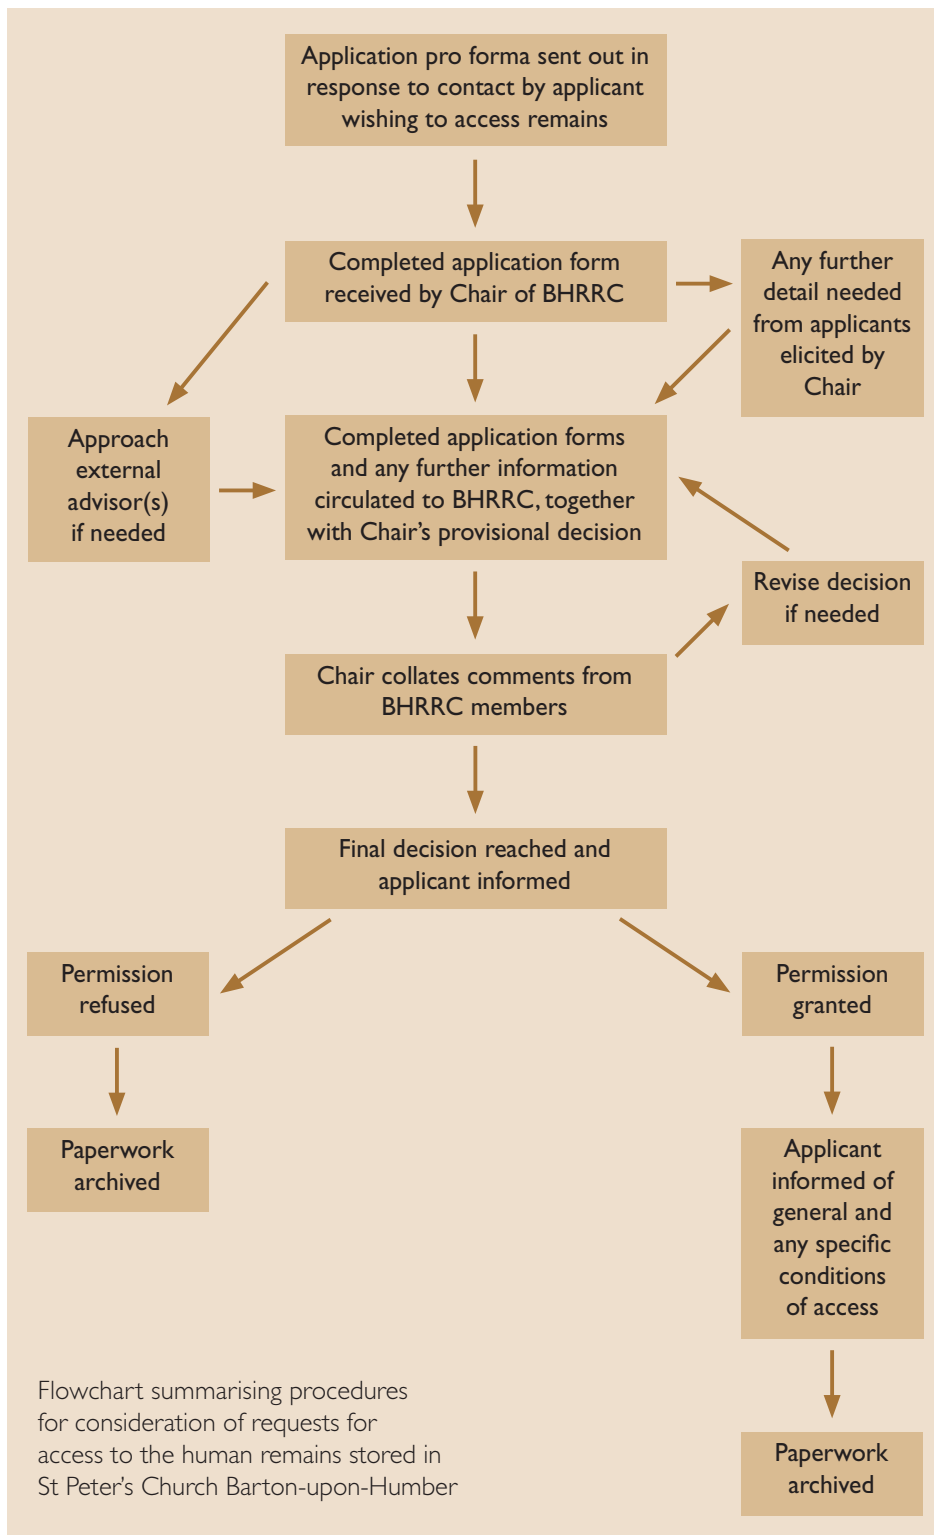 Application pro forma sent out in
response to contact by applicant
wishing to access remains
Completed application form
received by Chair of BHRRC
Any further
detail needed
from applicants
elicited by
Chair
Approach
external
advisor(s)
if needed
Completed application forms
and any further information
circulated to BHRRC, together
with Chair’s provisional decision
Revise decision
if needed
Chair collates comments from
BHRRC members
Final decision reached and
applicant informed
Permission
refused
Permission
granted
Paperwork
archived
Applicant
informed of
general and
any specific
conditions
of access
Paperwork
archived
Flowchart summarising procedures
for consideration of requests for
access to the human remains stored in
St Peter’s Church Barton-upon-Humber